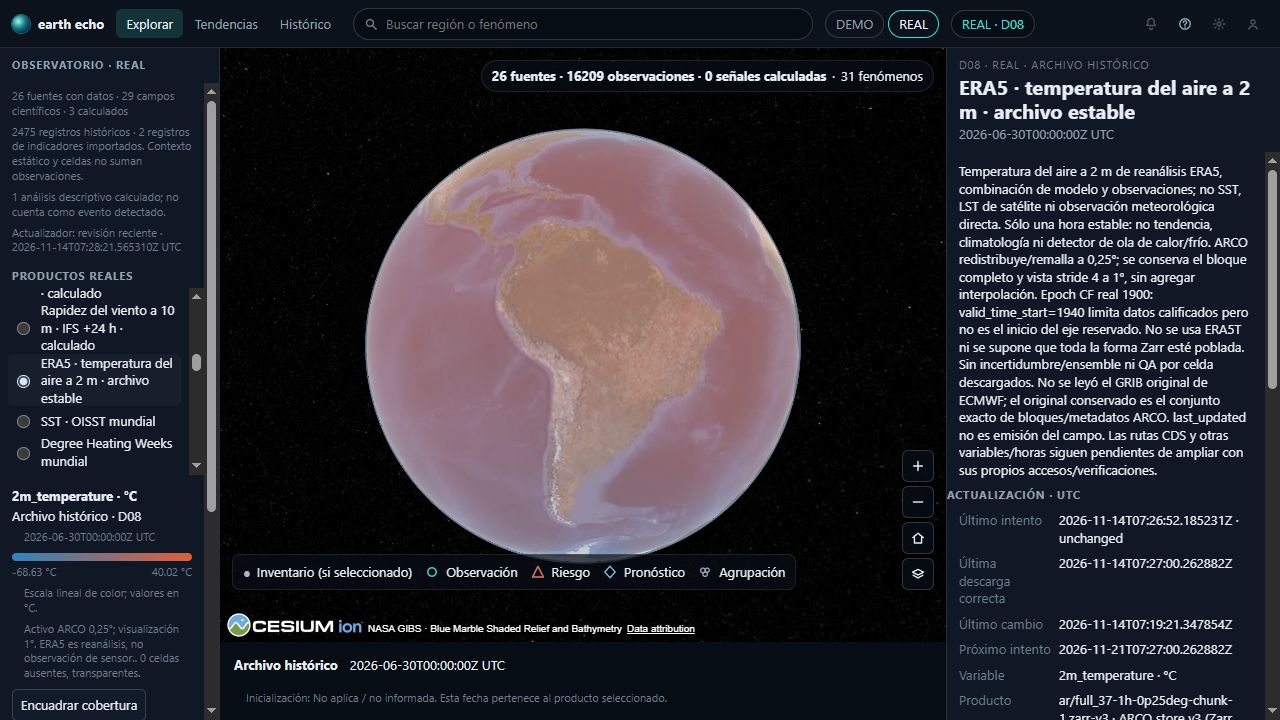 earth echo
Explorar
Tendencias
Histórico
Buscar región o fenómeno
DEMO
REAL
REAL · D08
OBSERVATORIO · REAL
26 fuentes con datos · 29 campos
científicos · 3 calculados
2475 registros históricos · 2 registros
de indicadores importados. Contexto
estático y celdas no suman
observaciones.
1 análisis descriptivo calculado; no
cuenta como evento detectado.
Actualizador: revisión reciente ·
2026-11-14T07:28:21.565310Z UTC
PRODUCTOS REALES
· calculado
Rapidez del viento a 10
m · IFS +24 h ·
calculado
ERA5 · temperatura del
aire a 2 m · archivo
estable
SST · OISST mundial
Degree Heating Weeks
mundial
2m_temperature · °C
Archivo histórico · D08
2026-06-30T00:00:00Z UTC
-68.63 °C
40.02 °C
Escala lineal de color; valores en
°C.
Activo ARCO 0,25°; visualización
1°. ERA5 es reanálisis, no
observación de sensor.. 0 celdas
ausentes, transparentes.
Encuadrar cobertura
26 fuentes · 16209 observaciones · 0 señales calculadas · 31 fenómenos
Inventario (si seleccionado)
Observación
Riesgo
Pronóstico
Agrupación
CESIUM ion
NASA GIBS · Blue Marble Shaded Relief and Bathymetry Data attribution
Archivo histórico 2026-06-30T00:00:00Z UTC
Inicialización: No aplica / no informada. Esta fecha pertenece al producto seleccionado.
D08 · REAL · ARCHIVO HISTÓRICO
ERA5 · temperatura del aire a 2
m · archivo estable
2026-06-30T00:00:00Z UTC
Temperatura del aire a 2 m de reanálisis ERA5,
combinación de modelo y observaciones; no SST,
LST de satélite ni observación meteorológica
directa. Sólo una hora estable: no tendencia,
climatología ni detector de ola de calor/frío. ARCO
redistribuye/remalla a 0,25°; se conserva el bloque
completo y vista stride 4 a 1°, sin agregar
interpolación. Epoch CF real 1900:
valid_time_start=1940 limita datos calificados pero
no es el inicio del eje reservado. No se usa ERA5T
ni se supone que toda la forma Zarr esté poblada.
Sin incertidumbre/ensemble ni QA por celda
descargados. No se leyó el GRIB original de
ECMWF; el original conservado es el conjunto
exacto de bloques/metadatos ARCO. last_updated
no es emisión del campo. Las rutas CDS y otras
variables/horas siguen pendientes de ampliar con
sus propios accesos/verificaciones.
ACTUALIZACIÓN · UTC
Último intento 2026-11-14T07:26:52.185231Z ·
unchanged
Última
descarga
correcta
2026-11-14T07:27:00.262882Z
Último cambio 2026-11-14T07:19:21.347854Z
Próximo intento 2026-11-21T07:27:00.262882Z
Variable 2m_temperature · °C
Producto ar/full_37-1h-0p25deg-chunk-
1.zarr-v3 · ARCO store v3 (Zarr